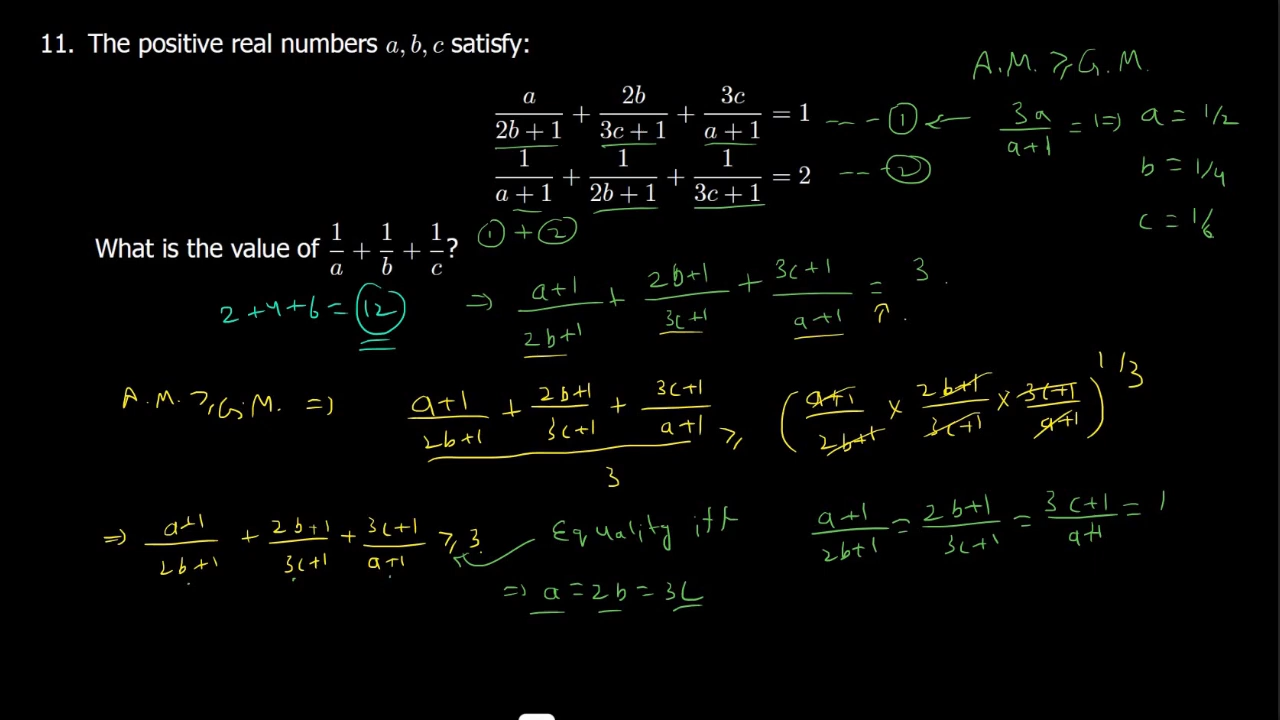 11. The positive real numbers a, b, c satisfy:
A.M. ≥ G.M.
a/(2b+1) + 2b/(3c+1) + 3c/(a+1) = 1 --- ① ← 3a/(a+1) = 1 ⇒ a = 1/2
1/(a+1) + 1/(2b+1) + 1/(3c+1) = 2 --- ② b = 1/4
c = 1/6
What is the value of 1/a + 1/b + 1/c? ① + ②
2+4+6 = 12 ⇒ (a+1)/(2b+1) + (2b+1)/(3c+1) + (3c+1)/(a+1) = 3.
A.M. ≥ G.M. ⇒ ((a+1)/(2b+1) + (2b+1)/(3c+1) + (3c+1)/(a+1))/3 ≥ ((a+1)/(2b+1) × (2b+1)/(3c+1) × (3c+1)/(a+1))^1/3
⇒ (a+1)/(2b+1) + (2b+1)/(3c+1) + (3c+1)/(a+1) ≥ 3. Equality iff (a+1)/(2b+1) = (2b+1)/(3c+1) = (3c+1)/(a+1) = 1
⇒ a = 2b = 3c